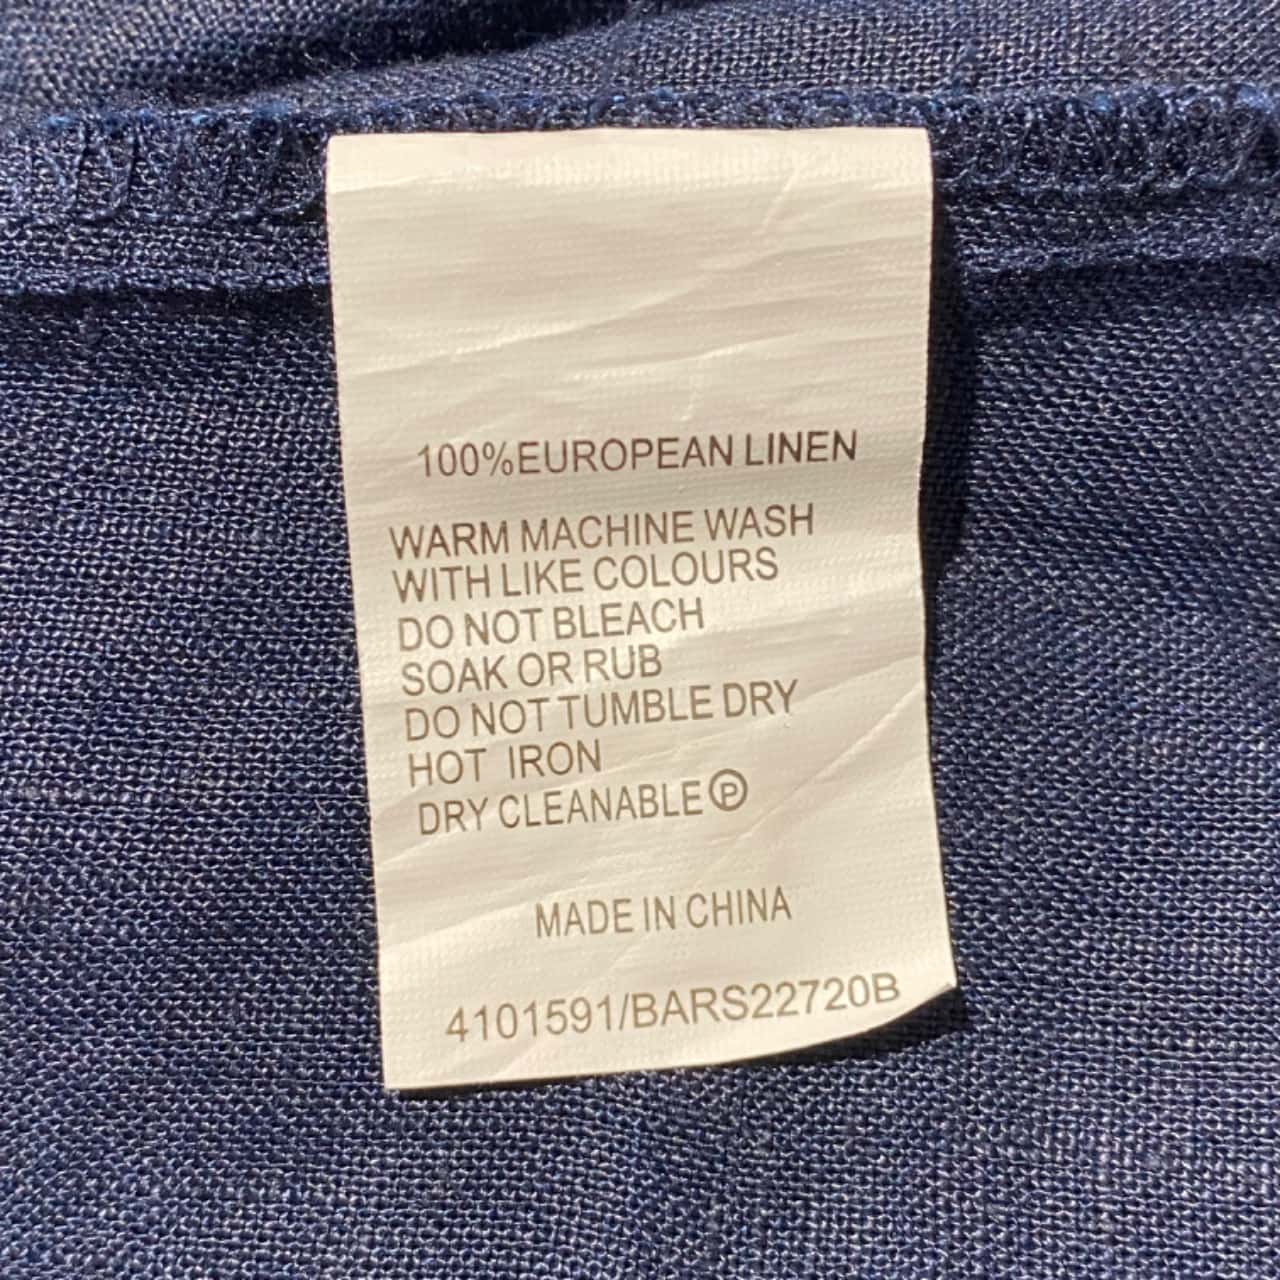 100%EUROPEAN LINEN
WARM MACHINE WASH
WITH LIKE COLOURS
DO NOT BLEACH
SOAK OR RUB
DO NOT TUMBLE DRY
HOT IRON
DRY CLEANABLE Ⓟ
MADE IN CHINA
4101591/BARS22720B